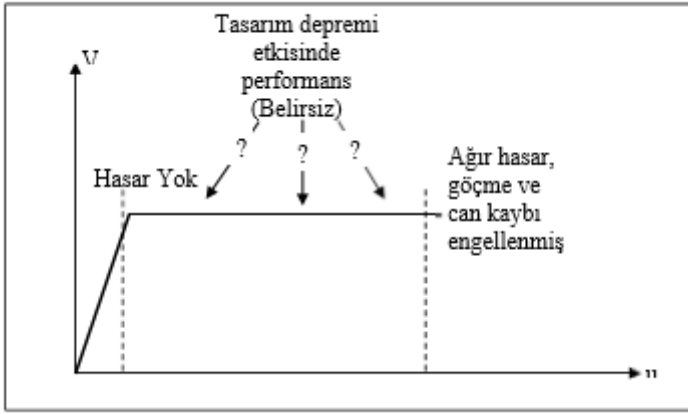 Tasarım depremi
etkisinde
performans
(Belirsiz)
V
? ? ?
Hasar Yok
Ağır hasar,
göçme ve
can kaybı
engellenmiş